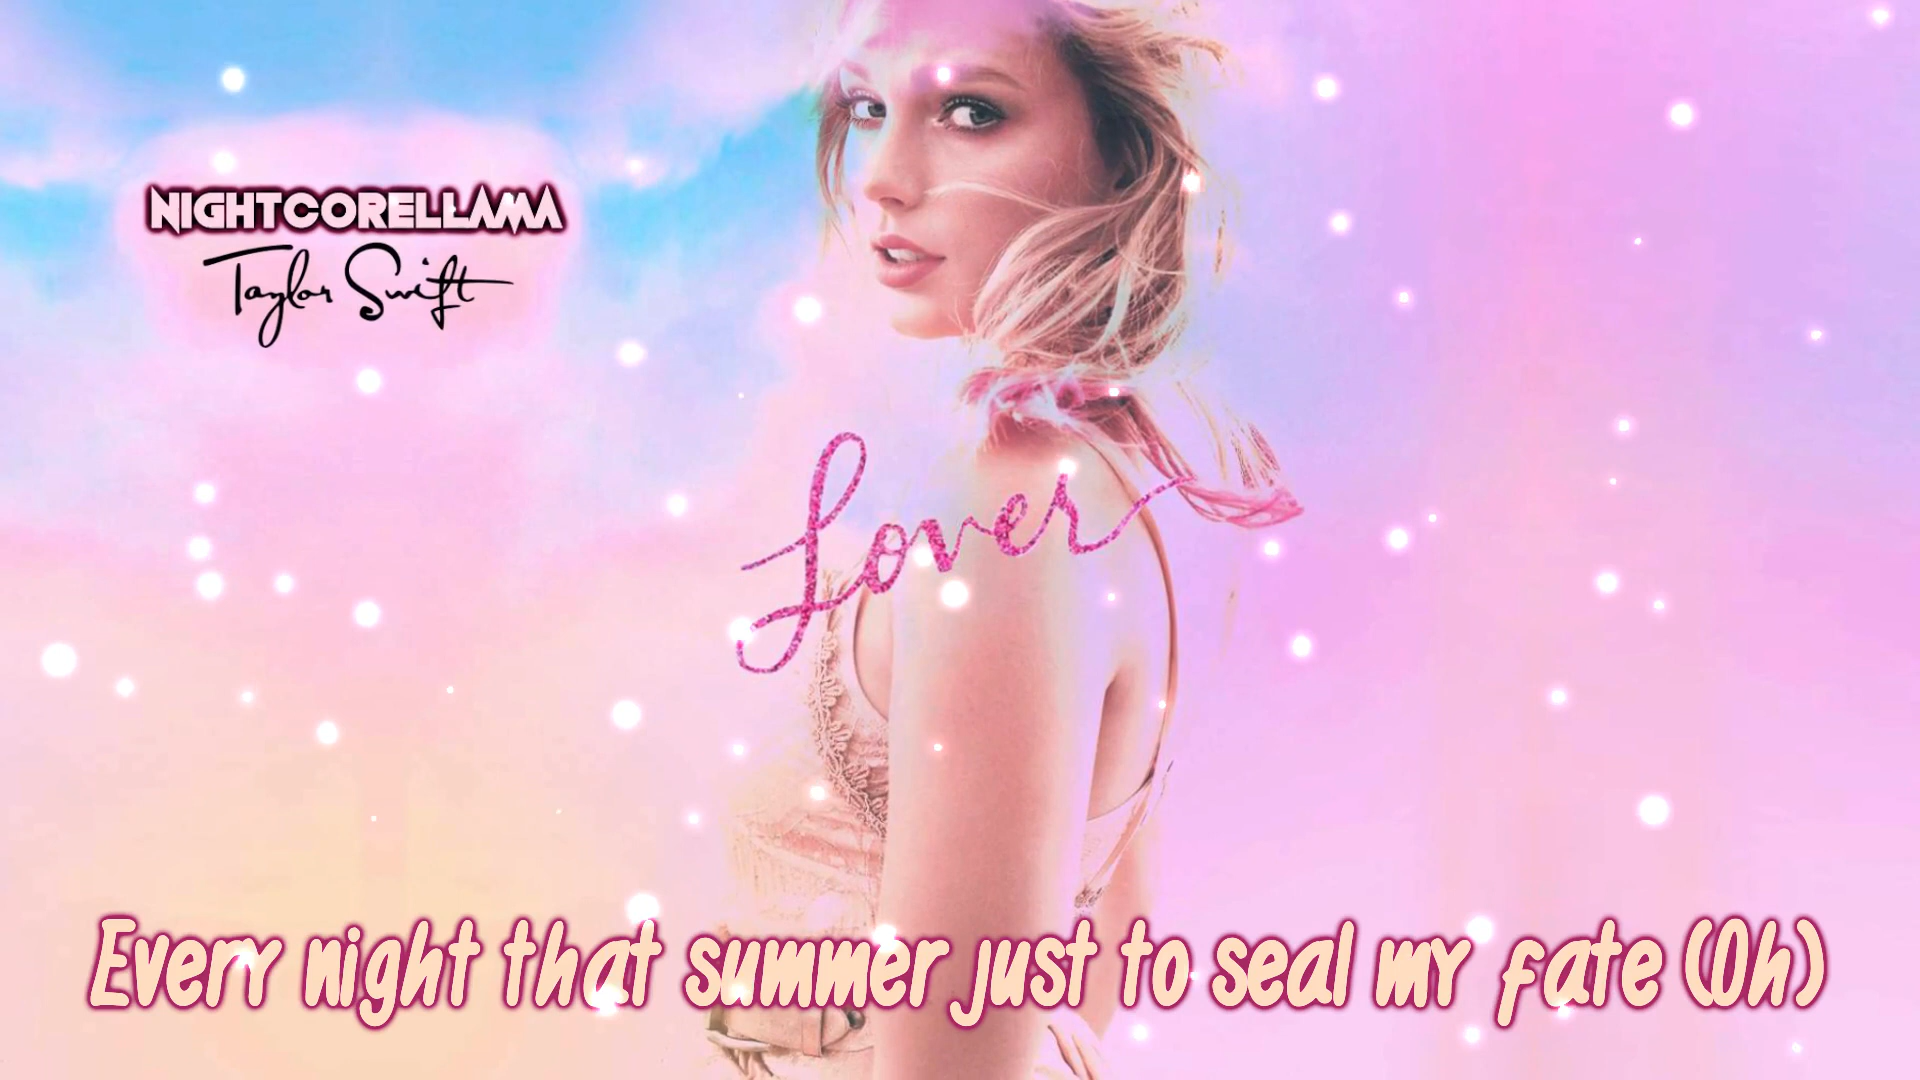 NIGHTCORELLAMA
Taylor Swift
Lover
Every night that summer just to seal my fate (Oh)